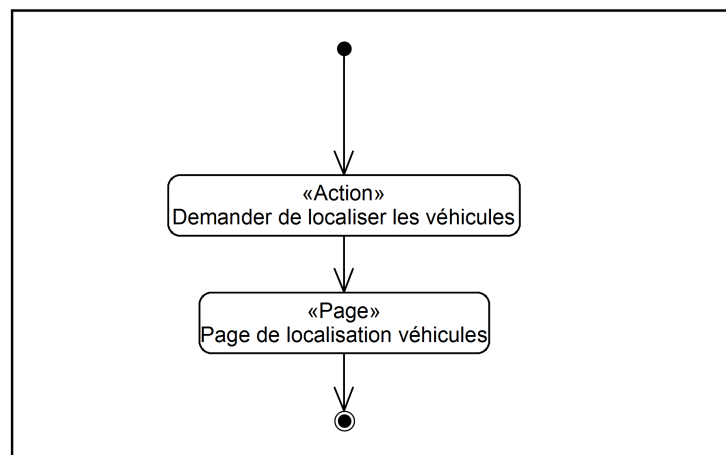 «Action»
Demander de localiser les véhicules
«Page»
Page de localisation véhicules